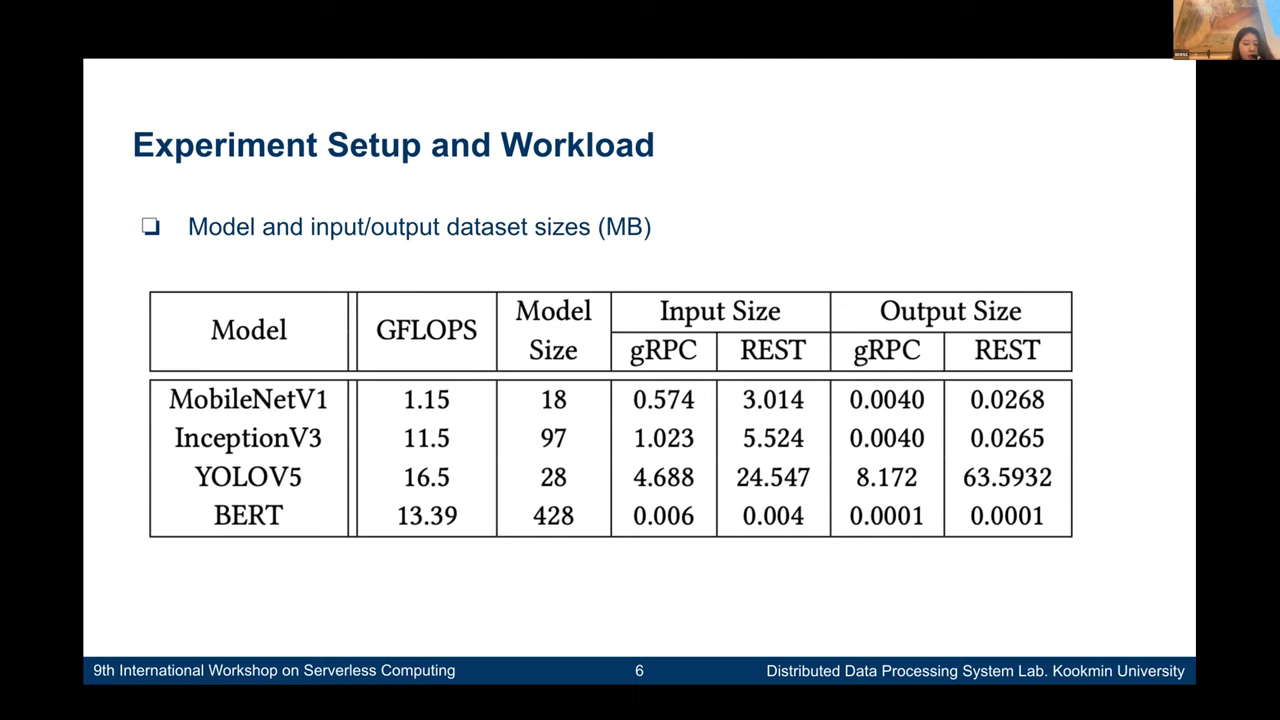 Experiment Setup and Workload
❏ Model and input/output dataset sizes (MB)
Model GFLOPS Model Size Input Size Output Size
gRPC REST gRPC REST
MobileNetV1 1.15 18 0.574 3.014 0.0040 0.0268
InceptionV3 11.5 97 1.023 5.524 0.0040 0.0265
YOLOV5 16.5 28 4.688 24.547 8.172 63.5932
BERT 13.39 428 0.006 0.004 0.0001 0.0001
9th International Workshop on Serverless Computing 6 Distributed Data Processing System Lab. Kookmin University